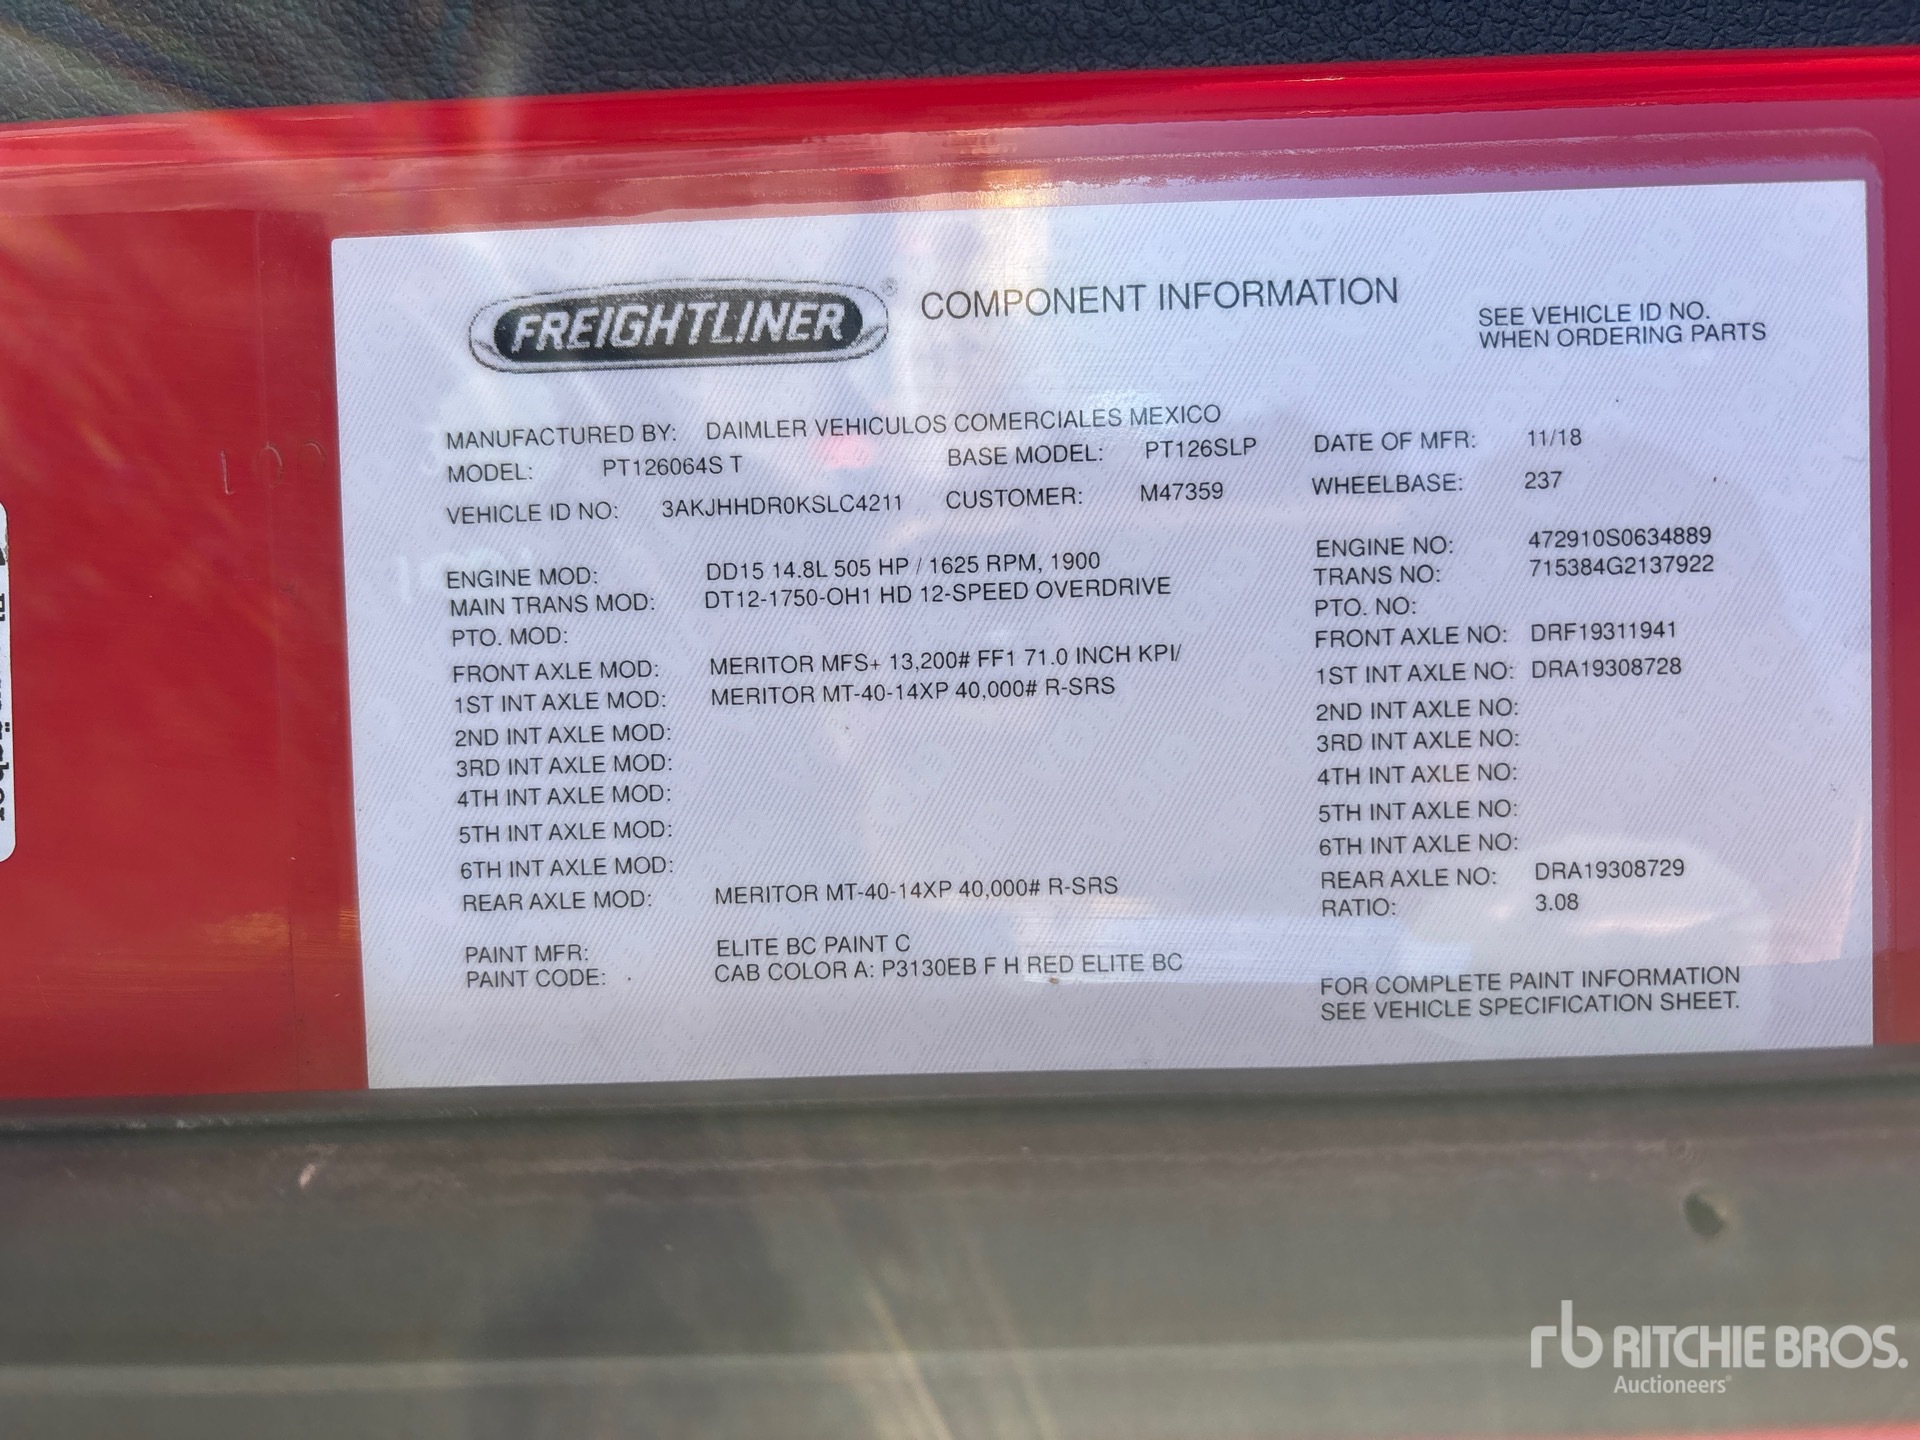 FREIGHTLINER® COMPONENT INFORMATION
SEE VEHICLE ID NO.
WHEN ORDERING PARTS
MANUFACTURED BY: DAIMLER VEHICULOS COMERCIALES MEXICO
MODEL: PT126064S T BASE MODEL: PT126SLP DATE OF MFR: 11/18
VEHICLE ID NO: 3AKJHHDR0KSLC4211 CUSTOMER: M47359 WHEELBASE: 237
ENGINE MOD: DD15 14.8L 505 HP / 1625 RPM, 1900 ENGINE NO: 472910S0634889
MAIN TRANS MOD: DT12-1750-OH1 HD 12-SPEED OVERDRIVE TRANS NO: 715384G2137922
PTO. MOD: PTO. NO:
FRONT AXLE MOD: MERITOR MFS+ 13,200# FF1 71.0 INCH KPI/ FRONT AXLE NO: DRF19311941
1ST INT AXLE MOD: MERITOR MT-40-14XP 40,000# R-SRS 1ST INT AXLE NO: DRA19308728
2ND INT AXLE MOD: 2ND INT AXLE NO:
3RD INT AXLE MOD: 3RD INT AXLE NO:
4TH INT AXLE MOD: 4TH INT AXLE NO:
5TH INT AXLE MOD: 5TH INT AXLE NO:
6TH INT AXLE MOD: 6TH INT AXLE NO:
REAR AXLE MOD: MERITOR MT-40-14XP 40,000# R-SRS REAR AXLE NO: DRA19308729
RATIO: 3.08
PAINT MFR: ELITE BC PAINT C
PAINT CODE: CAB COLOR A: P3130EB F H RED ELITE BC
FOR COMPLETE PAINT INFORMATION
SEE VEHICLE SPECIFICATION SHEET.
rb RITCHIE BROS.
Auctioneers